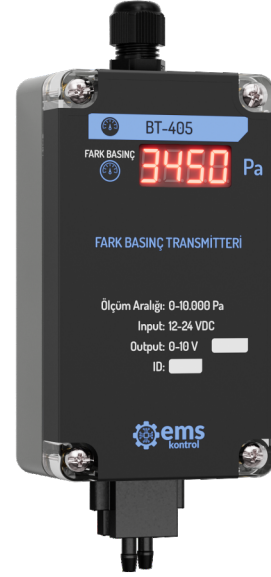 BT-405
FARK BASINÇ
3450 Pa
FARK BASINÇ TRANSMİTTERİ
Ölçüm Aralığı: 0-10.000 Pa
Input: 12-24 VDC
Output: 0-10 V
ID:
ems
kontrol